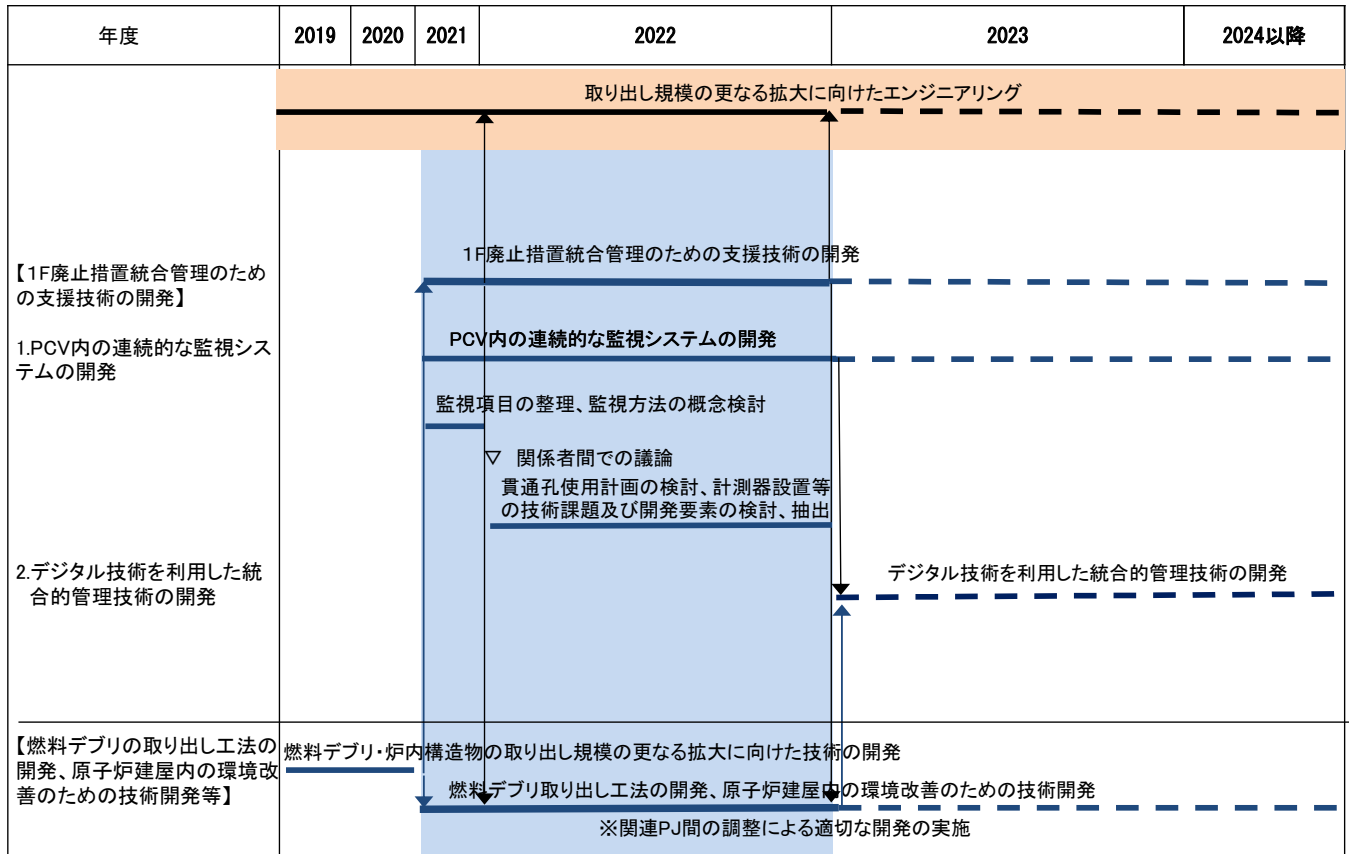 年度
2019
2020
2021
2022
2023
2024以降
取り出し規模の更なる拡大に向けたエンジニアリング
1F廃止措置統合管理のための支援技術の開発
【1F廃止措置統合管理のため
の支援技術の開発】
PCV内の連続的な監視システムの開発
1.PCV内の連続的な監視シス
テムの開発
監視項目の整理、監視方法の概念検討
▽ 関係者間での議論
貫通孔使用計画の検討、計測器設置等
の技術課題及び開発要素の検討、抽出
2.デジタル技術を利用した統
合的管理技術の開発
デジタル技術を利用した統合的管理技術の開発
【燃料デブリの取り出し工法の
開発、原子炉建屋内の環境改
善のための技術開発等】
燃料デブリ・炉内構造物の取り出し規模の更なる拡大に向けた技術の開発
燃料デブリ取り出し工法の開発、原子炉建屋内の環境改善のための技術開発
※関連PJ間の調整による適切な開発の実施